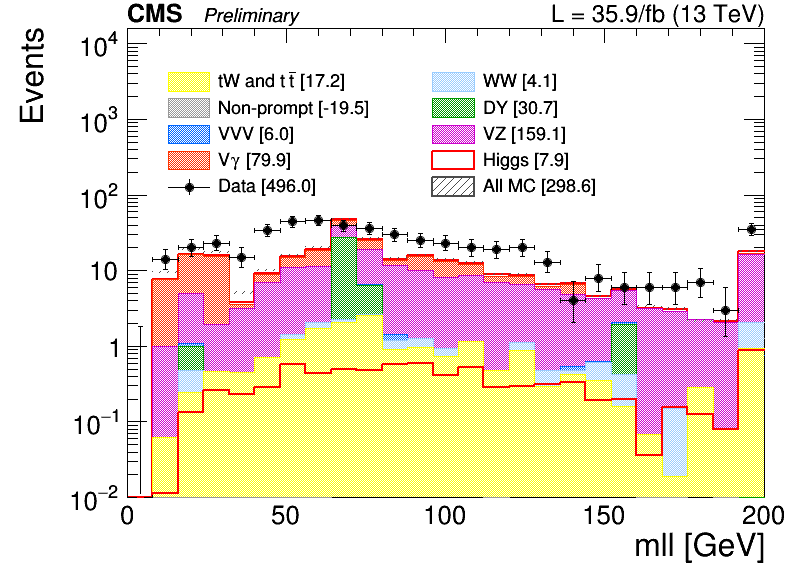 CMS Preliminary L = 35.9/fb (13 TeV)
Events
10⁴
10³
10²
10
1
10⁻¹
10⁻²
tW and tt̄ [17.2] WW [4.1]
Non-prompt [-19.5] DY [30.7]
VVV [6.0] VZ [159.1]
Vγ [79.9] Higgs [7.9]
Data [496.0] All MC [298.6]
0 50 100 150 200
mll [GeV]